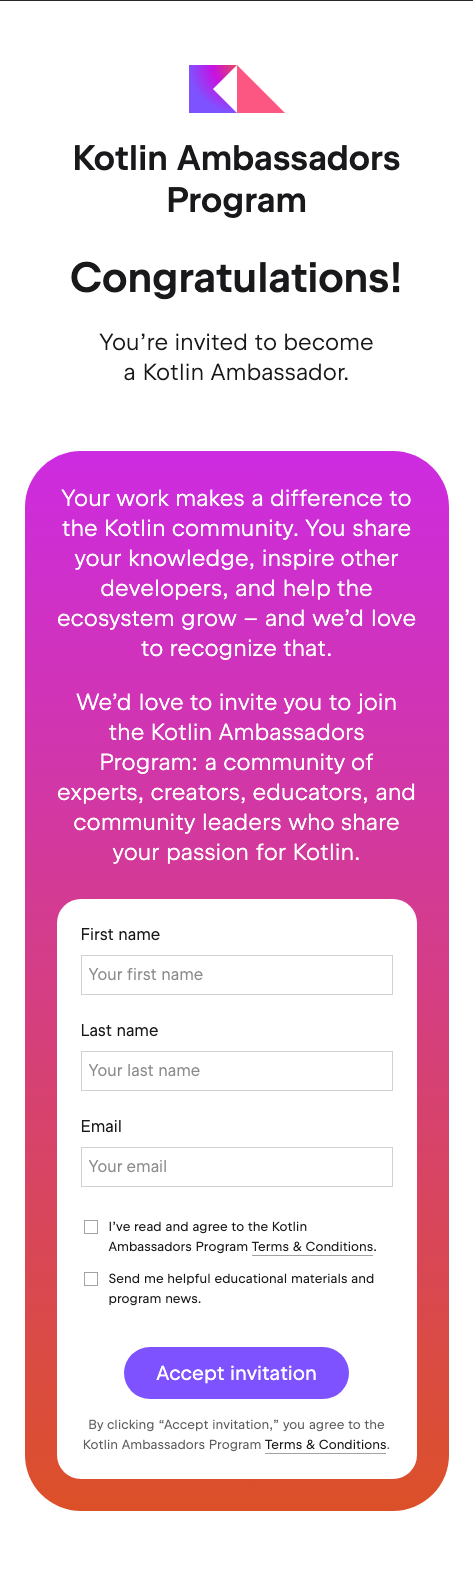 Kotlin Ambassadors
Program
Congratulations!
You’re invited to become
a Kotlin Ambassador.
Your work makes a difference to
the Kotlin community. You share
your knowledge, inspire other
developers, and help the
ecosystem grow – and we’d love
to recognize that.
We’d love to invite you to join
the Kotlin Ambassadors
Program: a community of
experts, creators, educators, and
community leaders who share
your passion for Kotlin.
First name
Your first name
Last name
Your last name
Email
Your email
I’ve read and agree to the Kotlin
Ambassadors Program Terms & Conditions.
Send me helpful educational materials and
program news.
Accept invitation
By clicking “Accept invitation,” you agree to the
Kotlin Ambassadors Program Terms & Conditions.